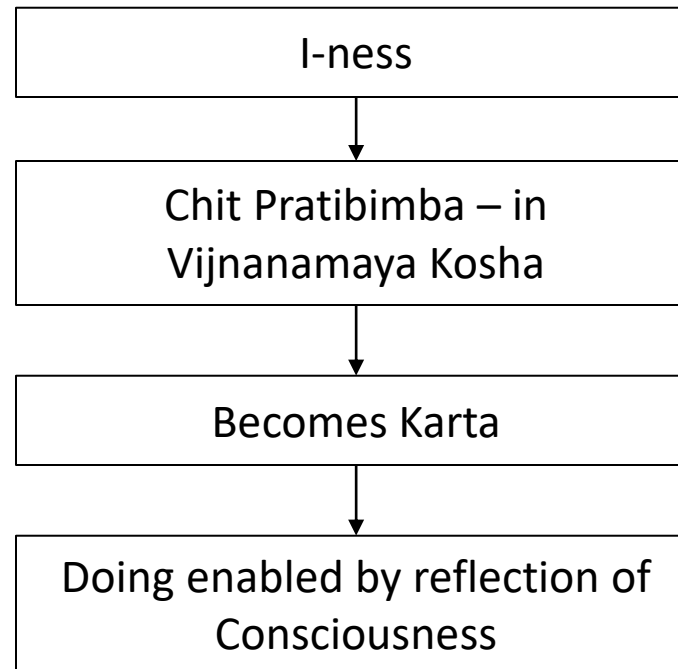 I-ness
Chit Pratibimba – in
Vijnanamaya Kosha
Becomes Karta
Doing enabled by reflection of
Consciousness